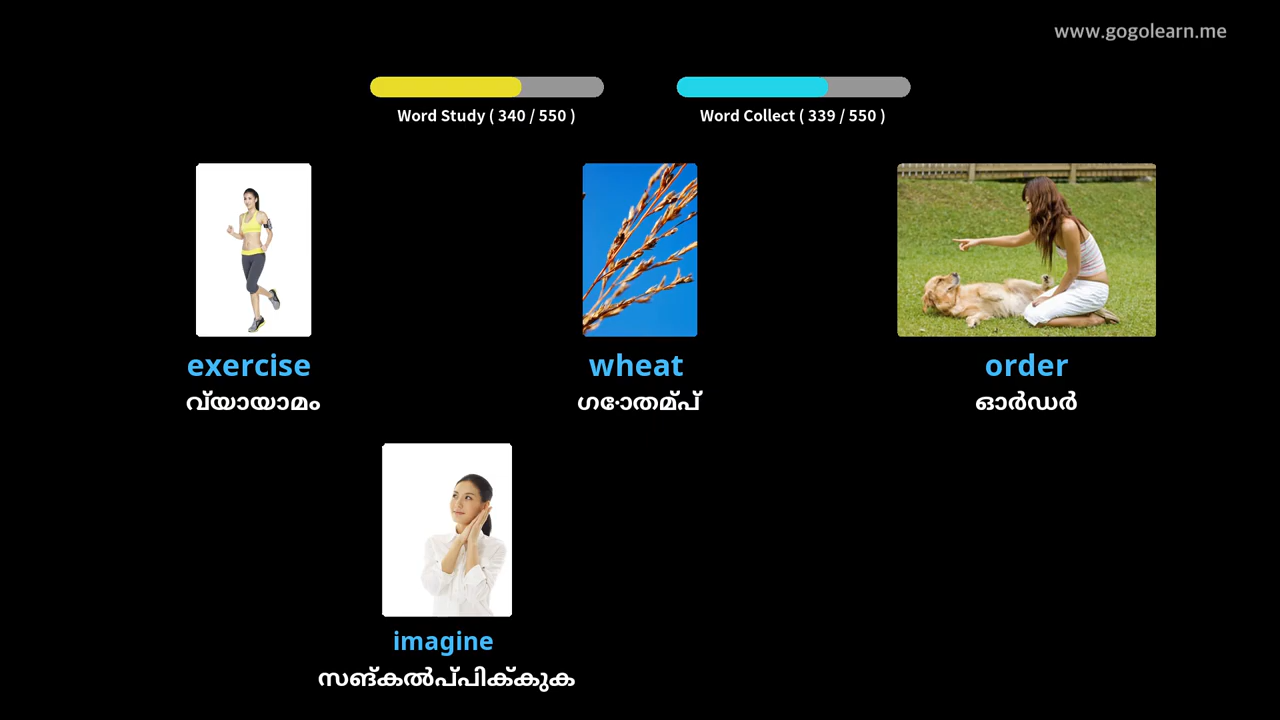 www.gogolearn.me
Word Study ( 340 / 550 )
Word Collect ( 339 / 550 )
exercise
വ്യായാമം
wheat
ഗോതമ്പ്
order
ഓർഡർ
imagine
സങ്കൽപ്പിക്കുക